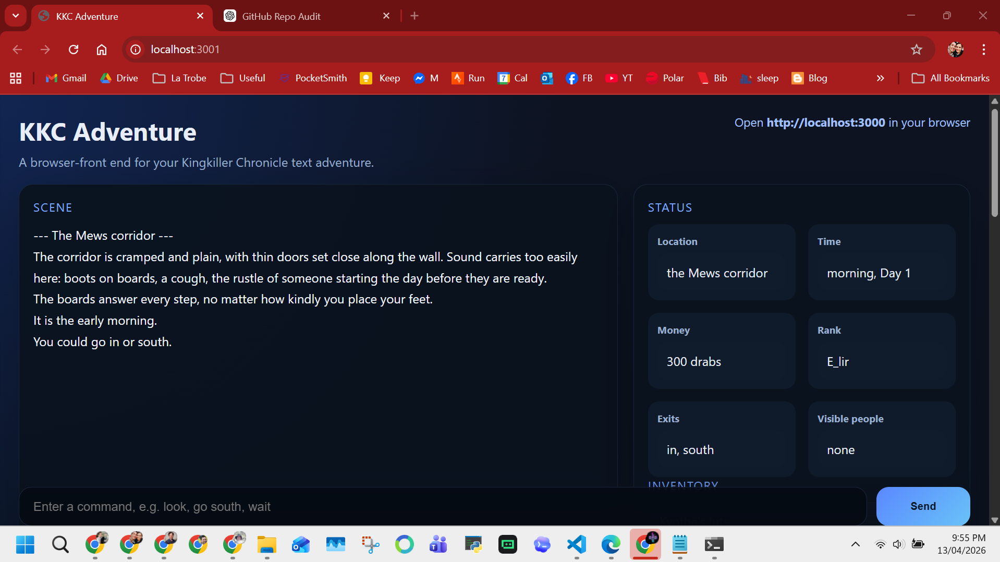 KKC Adventure
GitHub Repo Audit
localhost:3001
Gmail
Drive
La Trobe
Useful
PocketSmith
Keep
M
Run
7
Cal
FB
YT
Polar
Bib
sleep
Blog
All Bookmarks
KKC Adventure
Open http://localhost:3000 in your browser
A browser-front end for your Kingkiller Chronicle text adventure.
SCENE
--- The Mews corridor ---
The corridor is cramped and plain, with thin doors set close along the wall. Sound carries too easily
here: boots on boards, a cough, the rustle of someone starting the day before they are ready.
The boards answer every step, no matter how kindly you place your feet.
It is the early morning.
You could go in or south.
STATUS
Location
the Mews corridor
Time
morning, Day 1
Money
300 drabs
Rank
E_lir
Exits
in, south
Visible people
none
INVENTORY
Enter a command, e.g. look, go south, wait
Send
9:55 PM
13/04/2026